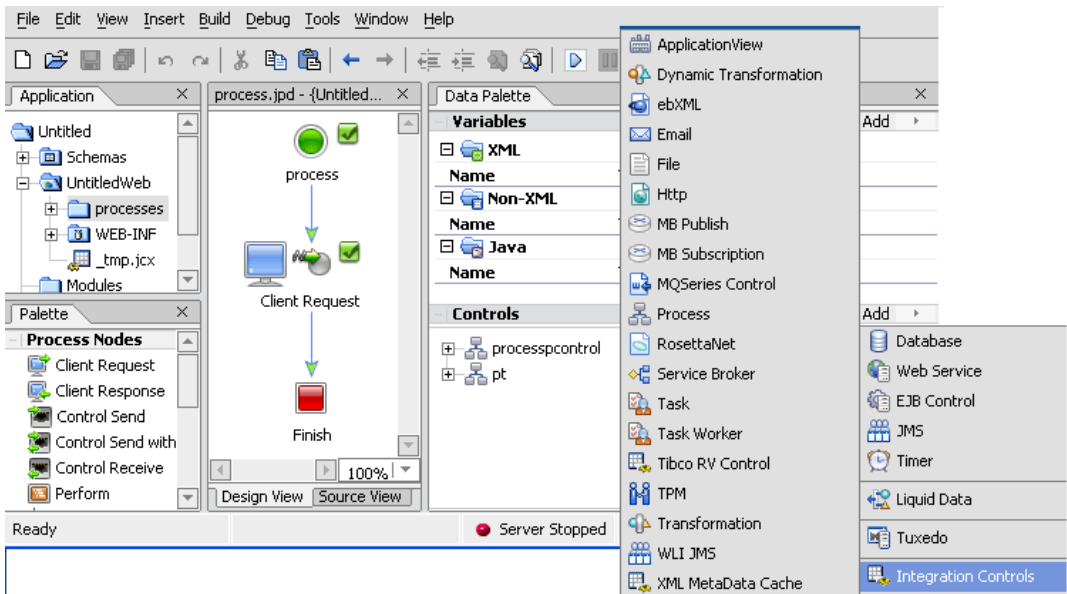 File Edit View Insert Build Debug Tools Window Help
Application
Untitled
Schemas
UntitledWeb
processes
WEB-INF
_tmp.jcx
Modules
Palette
Process Nodes
Client Request
Client Response
Control Send
Control Send with
Control Receive
Perform
process.jpd - {Untitled...
process
Client Request
Finish
100%
Design View Source View
Data Palette
Variables
XML
Name
Non-XML
Name
Java
Name
Controls
processpcontrol
pt
Add
Add
ApplicationView
Dynamic Transformation
ebXML
Email
File
Http
MB Publish
MB Subscription
MQSeries Control
Process
RosettaNet
Service Broker
Task
Task Worker
Tibco RV Control
TPM
Transformation
WLI JMS
XML MetaData Cache
Database
Web Service
EJB Control
JMS
Timer
Liquid Data
Tuxedo
Integration Controls
Ready
Server Stopped